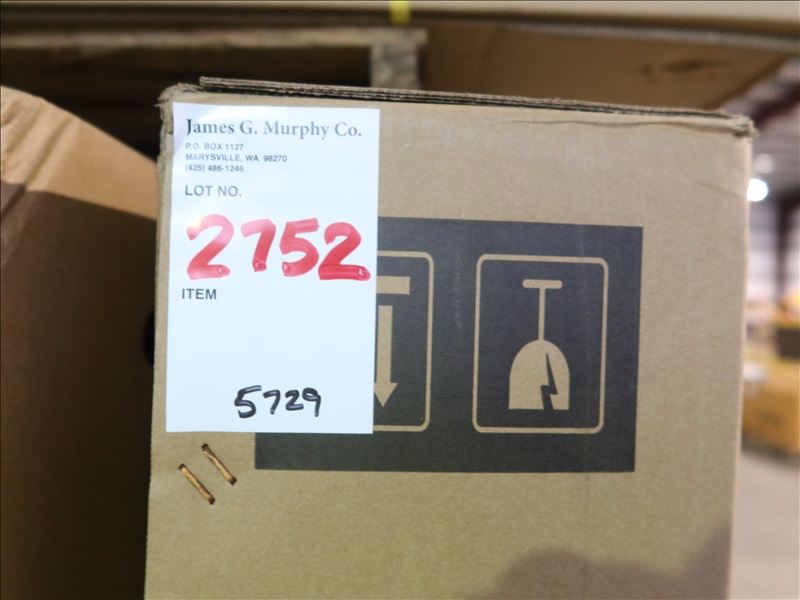 James G. Murphy Co.
P.O. BOX 1127
MARYSVILLE, WA 98270
(425) 486-1246
LOT NO.
2752
ITEM
5729